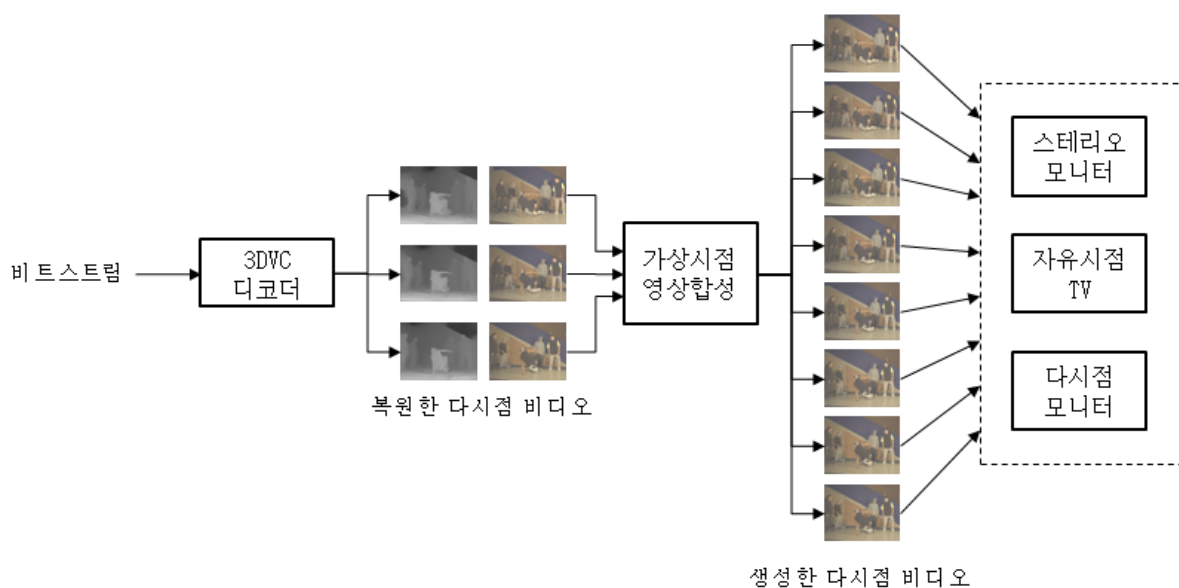 비트스트림
3DVC
디코더
복원한 다시점 비디오
가상시점
영상합성
생성한 다시점 비디오
스테리오
모니터
자유시점
TV
다시점
모니터